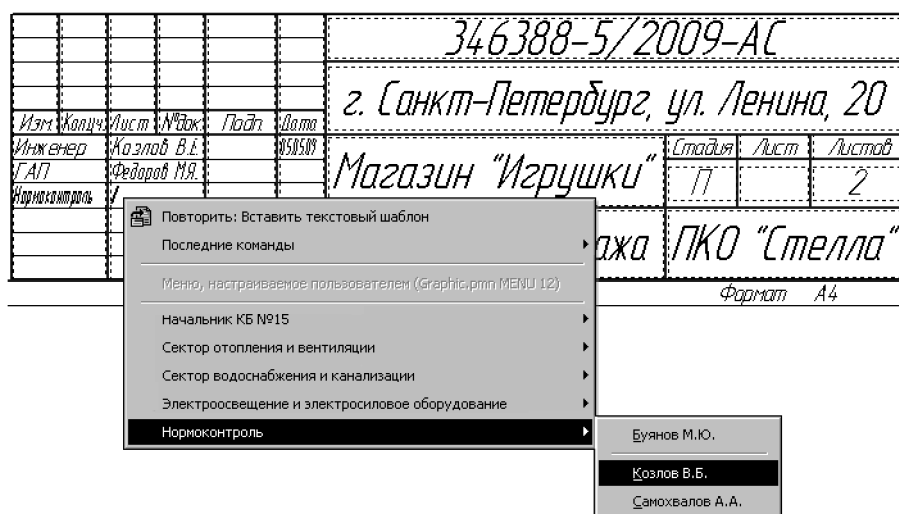 346388-5/2009-АС
г. Санкт-Петербург, ул. Ленина, 20
Изм. Колуч. Лист №док. Подп. Дата
Инженер Козлов В.Б. 05.05.09 Магазин "Игрушки" Стадия Лист Листов
ГАП Федоров М.Я. П 2
Нормоконтроль
ажа ПКО "Стелла"
Формат А4
Повторить: Вставить текстовый шаблон
Последние команды
Меню, настраиваемое пользователем (Graphic.pmn MENU 12)
Начальник КБ №15
Сектор отопления и вентиляции
Сектор водоснабжения и канализации
Электроосвещение и электросиловое оборудование
Нормоконтроль
Буянов М.Ю.
Козлов В.Б.
Самохвалов А.А.